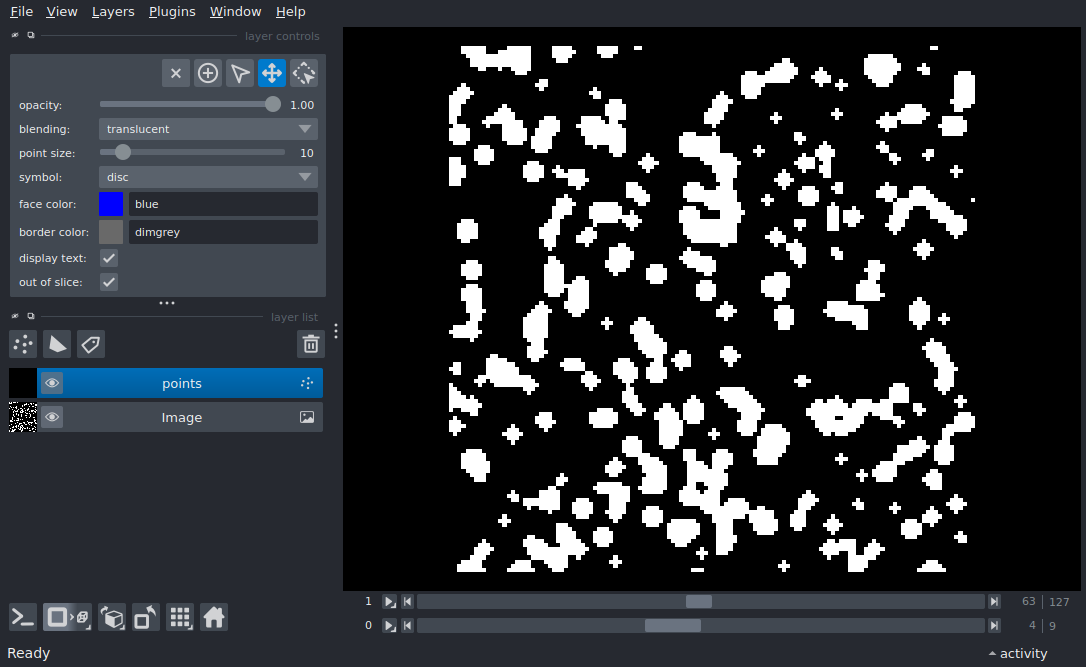 File View Layers Plugins Window Help
layer controls
opacity: 1.00
blending: translucent
point size: 10
symbol: disc
face color: blue
border color: dimgrey
display text:
out of slice:
layer list
points
Image
1 63 | 127
0 4 | 9
Ready activity